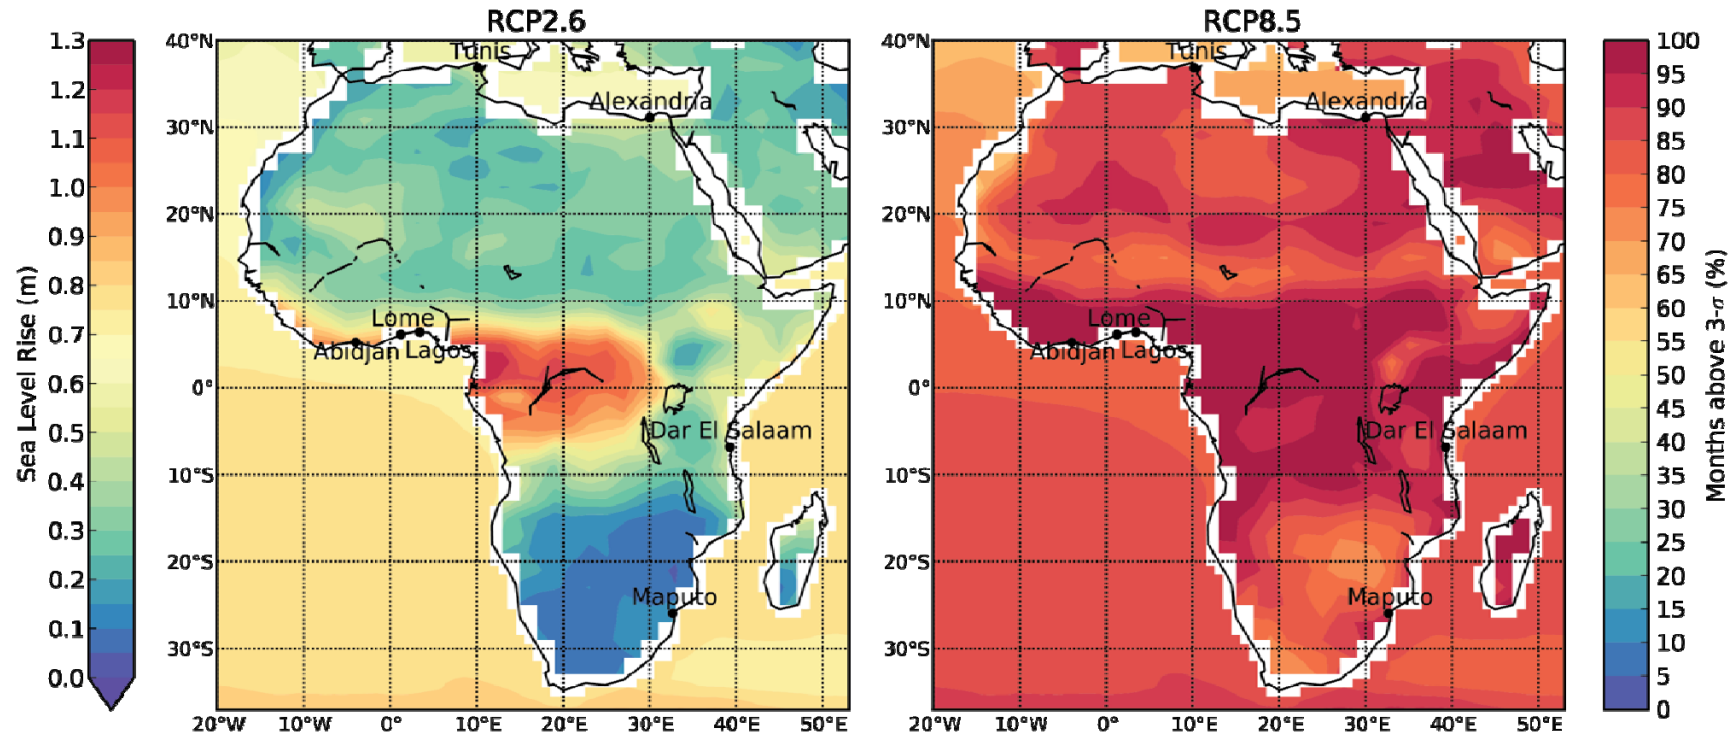 RCP2.6
RCP8.5
1.3
1.2
1.1
1.0
0.9
0.8
0.7
0.6
0.5
0.4
0.3
0.2
0.1
0.0
Sea Level Rise (m)
40°N
30°N
20°N
10°N
0°
10°S
20°S
30°S
20°W
10°W
0°
10°E
20°E
30°E
40°E
50°E
Tunis
Alexandria
Lome
Abidjan
Lagos
Dar El Salaam
Maputo
40°N
30°N
20°N
10°N
0°
10°S
20°S
30°S
20°W
10°W
0°
10°E
20°E
30°E
40°E
50°E
Tunis
Alexandria
Lome
Abidjan
Lagos
Dar El Salaam
Maputo
100
95
90
85
80
75
70
65
60
55
50
45
40
35
30
25
20
15
10
5
0
Months above 3-σ (%)